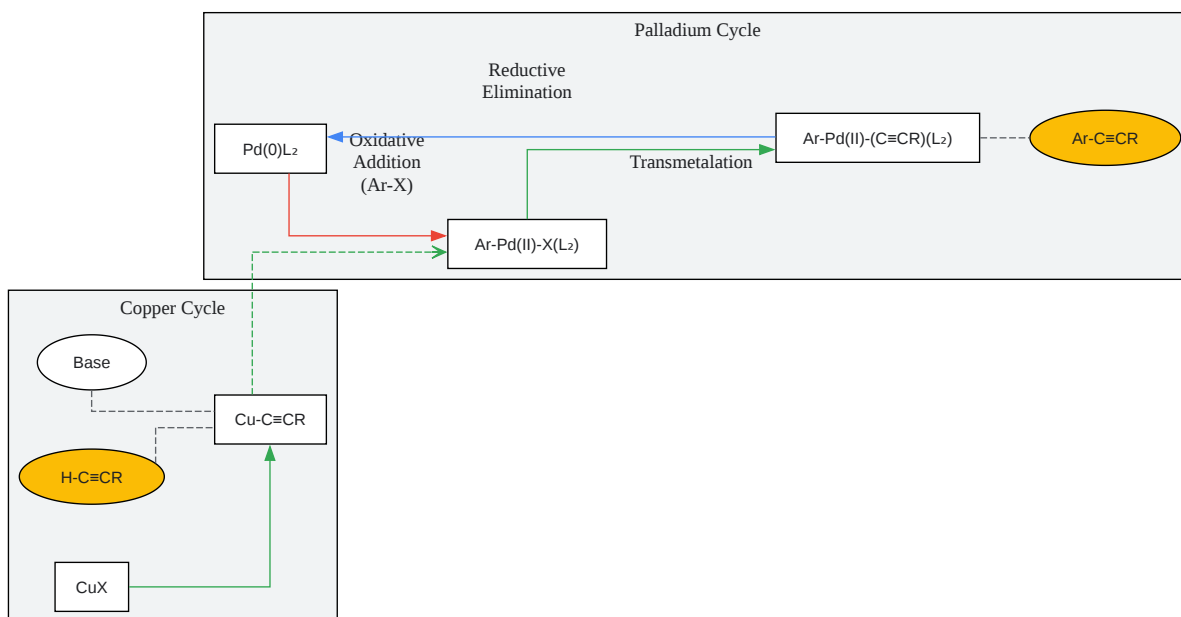 Palladium Cycle
Reductive
Elimination
Pd(0)L₂
Oxidative
Addition
(Ar-X)
Transmetalation
Ar-Pd(II)-(C≡CR)(L₂)
Ar-C≡CR
Ar-Pd(II)-X(L₂)
Copper Cycle
Base
Cu-C≡CR
H-C≡CR
CuX